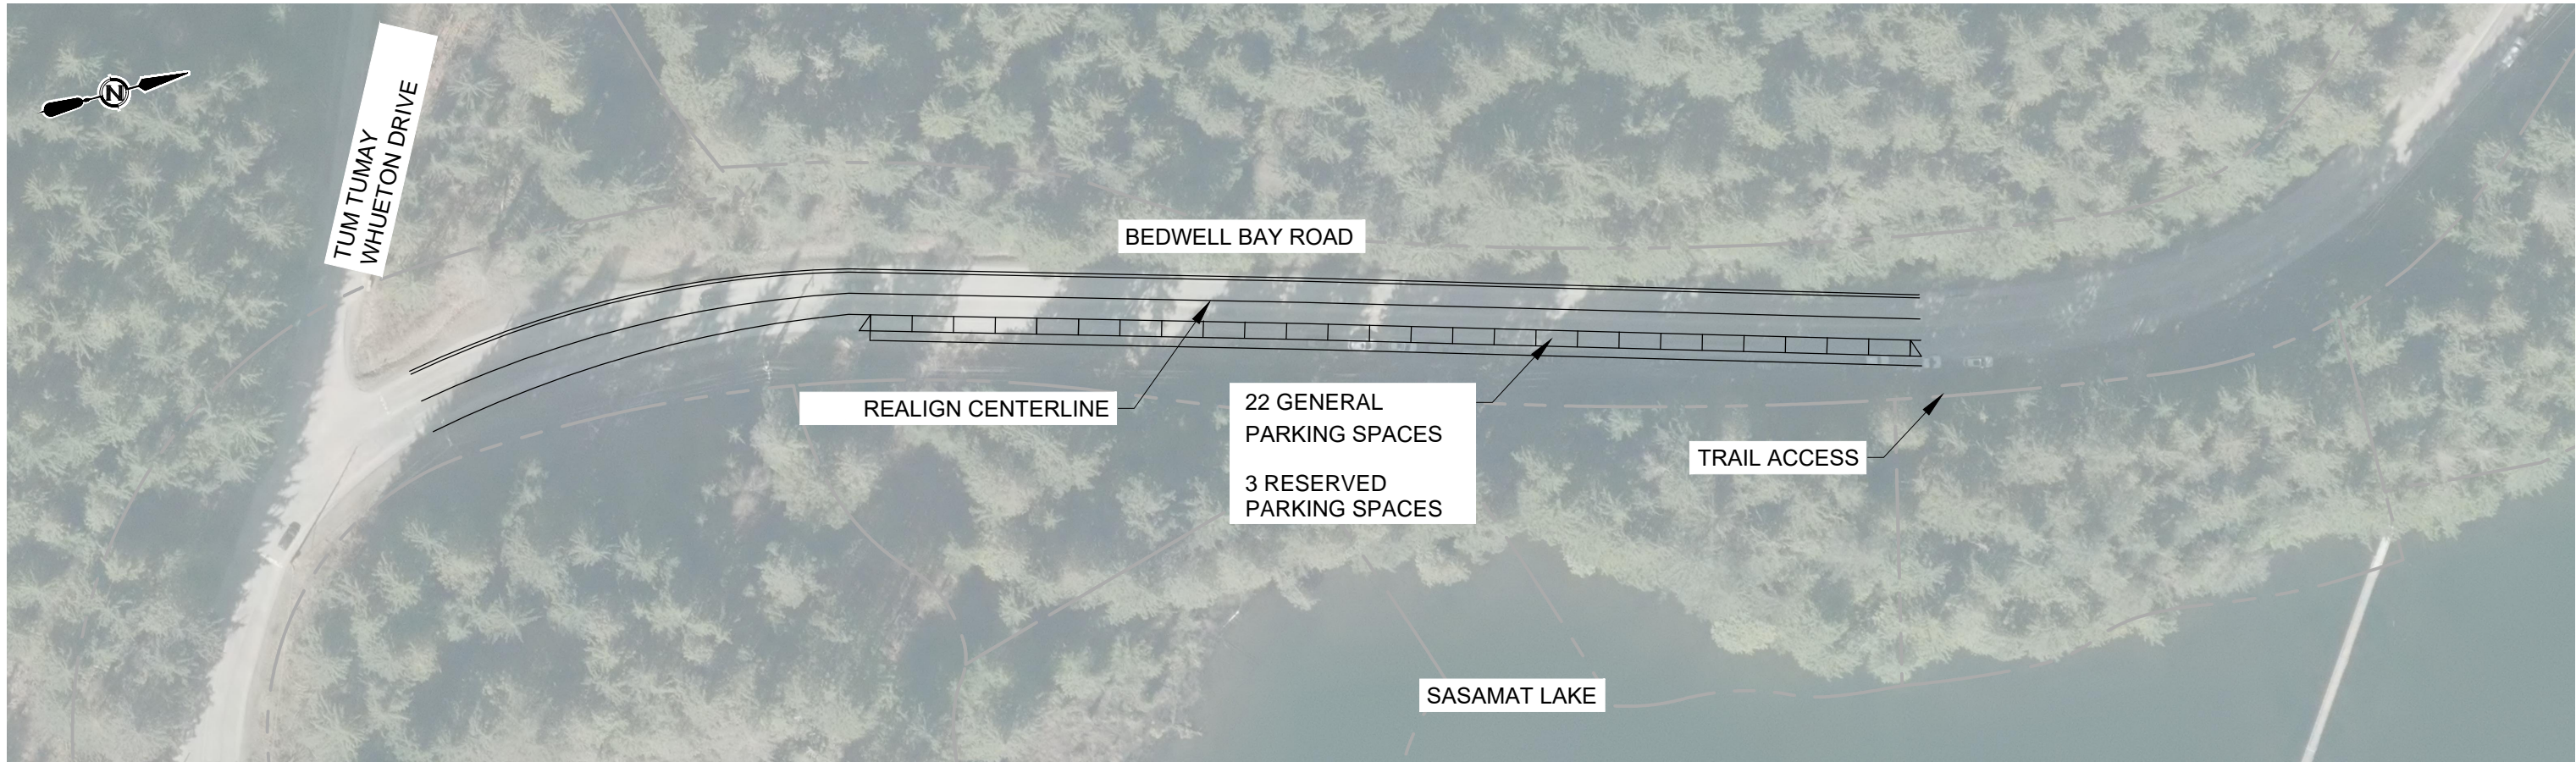 N
TUM TUMAY
WHUETON DRIVE
BEDWELL BAY ROAD
REALIGN CENTERLINE
22 GENERAL
PARKING SPACES
3 RESERVED
PARKING SPACES
TRAIL ACCESS
SASAMAT LAKE